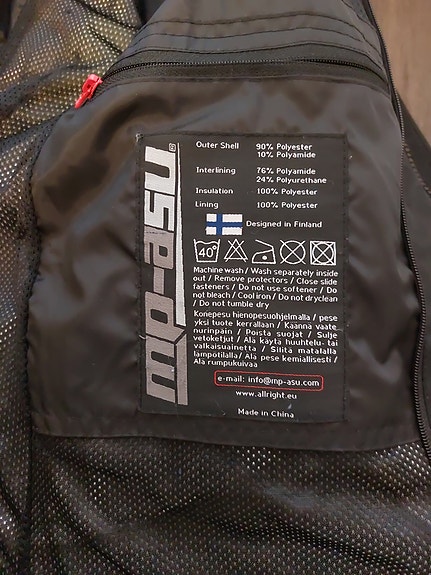 mp-asu®
Outer Shell 90% Polyester
10% Polyamide
Interlining 76% Polyamide
24% Polyurethane
Insulation 100% Polyester
Lining 100% Polyester
Designed in Finland
40°
Machine wash / Wash separately inside
out / Remove protectors / Close slide
fasteners / Do not use softener / Do
not bleach / Cool iron / Do not dryclean
/ Do not tumble dry
Konepesu hienopesuohjelmalla / pese
yksi tuote kerrallaan / Käännä vaate
nurinpäin / Poista suojat / Sulje
vetoketjut / Älä käytä huuhtelu- tai
valkaisuainetta / Silitä matalalla
lämpötilalla / Älä pese kemiallisesti /
Älä rumpukuivaa
e-mail: info@mp-asu.com
www.allright.eu
Made in China